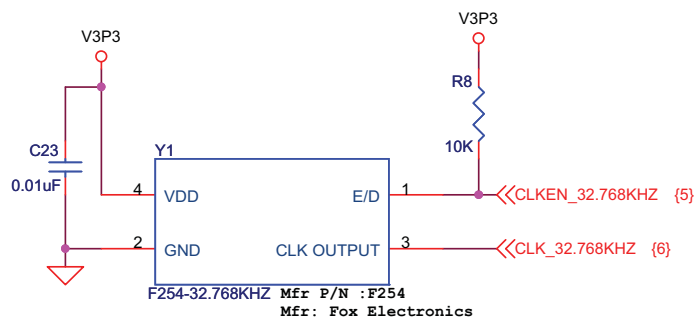 V3P3
V3P3
R8
10K
C23
0.01uF
Y1
4 VDD E/D 1 CLKEN_32.768KHZ {5}
2 GND CLK OUTPUT 3 CLK_32.768KHZ {6}
F254-32.768KHZ Mfr P/N :F254
Mfr: Fox Electronics